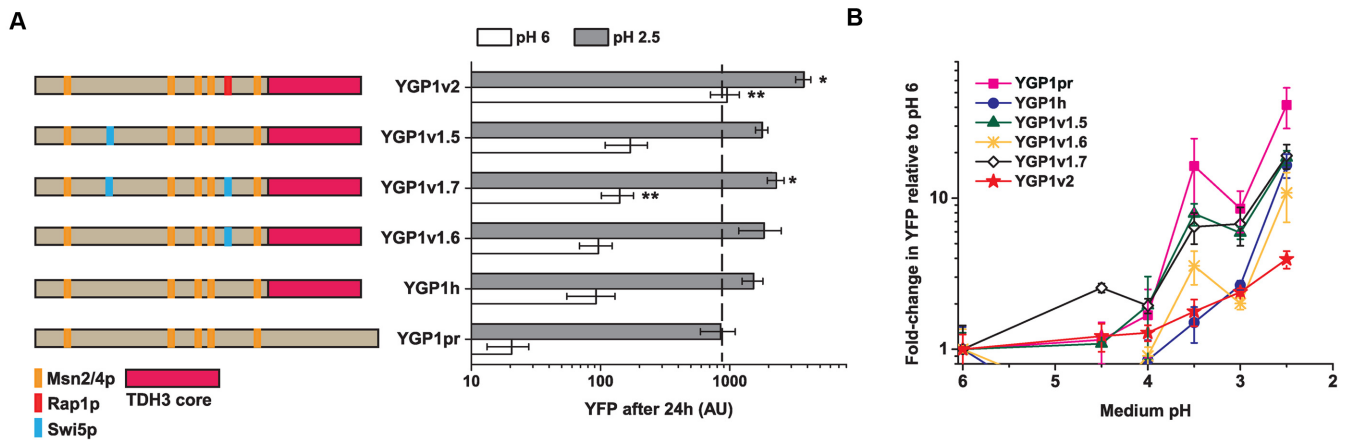 A
pH 6
pH 2.5
YGP1v2
*
**
YGP1v1.5
YGP1v1.7
*
**
YGP1v1.6
YGP1h
YGP1pr
10
100
1000
YFP after 24h (AU)
Msn2/4p
Rap1p
Swi5p
TDH3 core
B
YGP1pr
YGP1h
YGP1v1.5
YGP1v1.6
YGP1v1.7
YGP1v2
Fold-change in YFP relative to pH 6
10
1
6
5
4
3
2
Medium pH